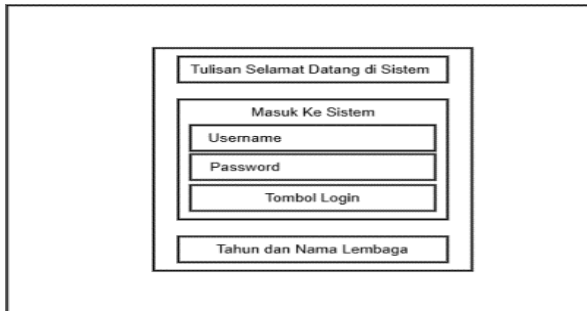 Tulisan Selamat Datang di Sistem
Masuk Ke Sistem
Username
Password
Tombol Login
Tahun dan Nama Lembaga